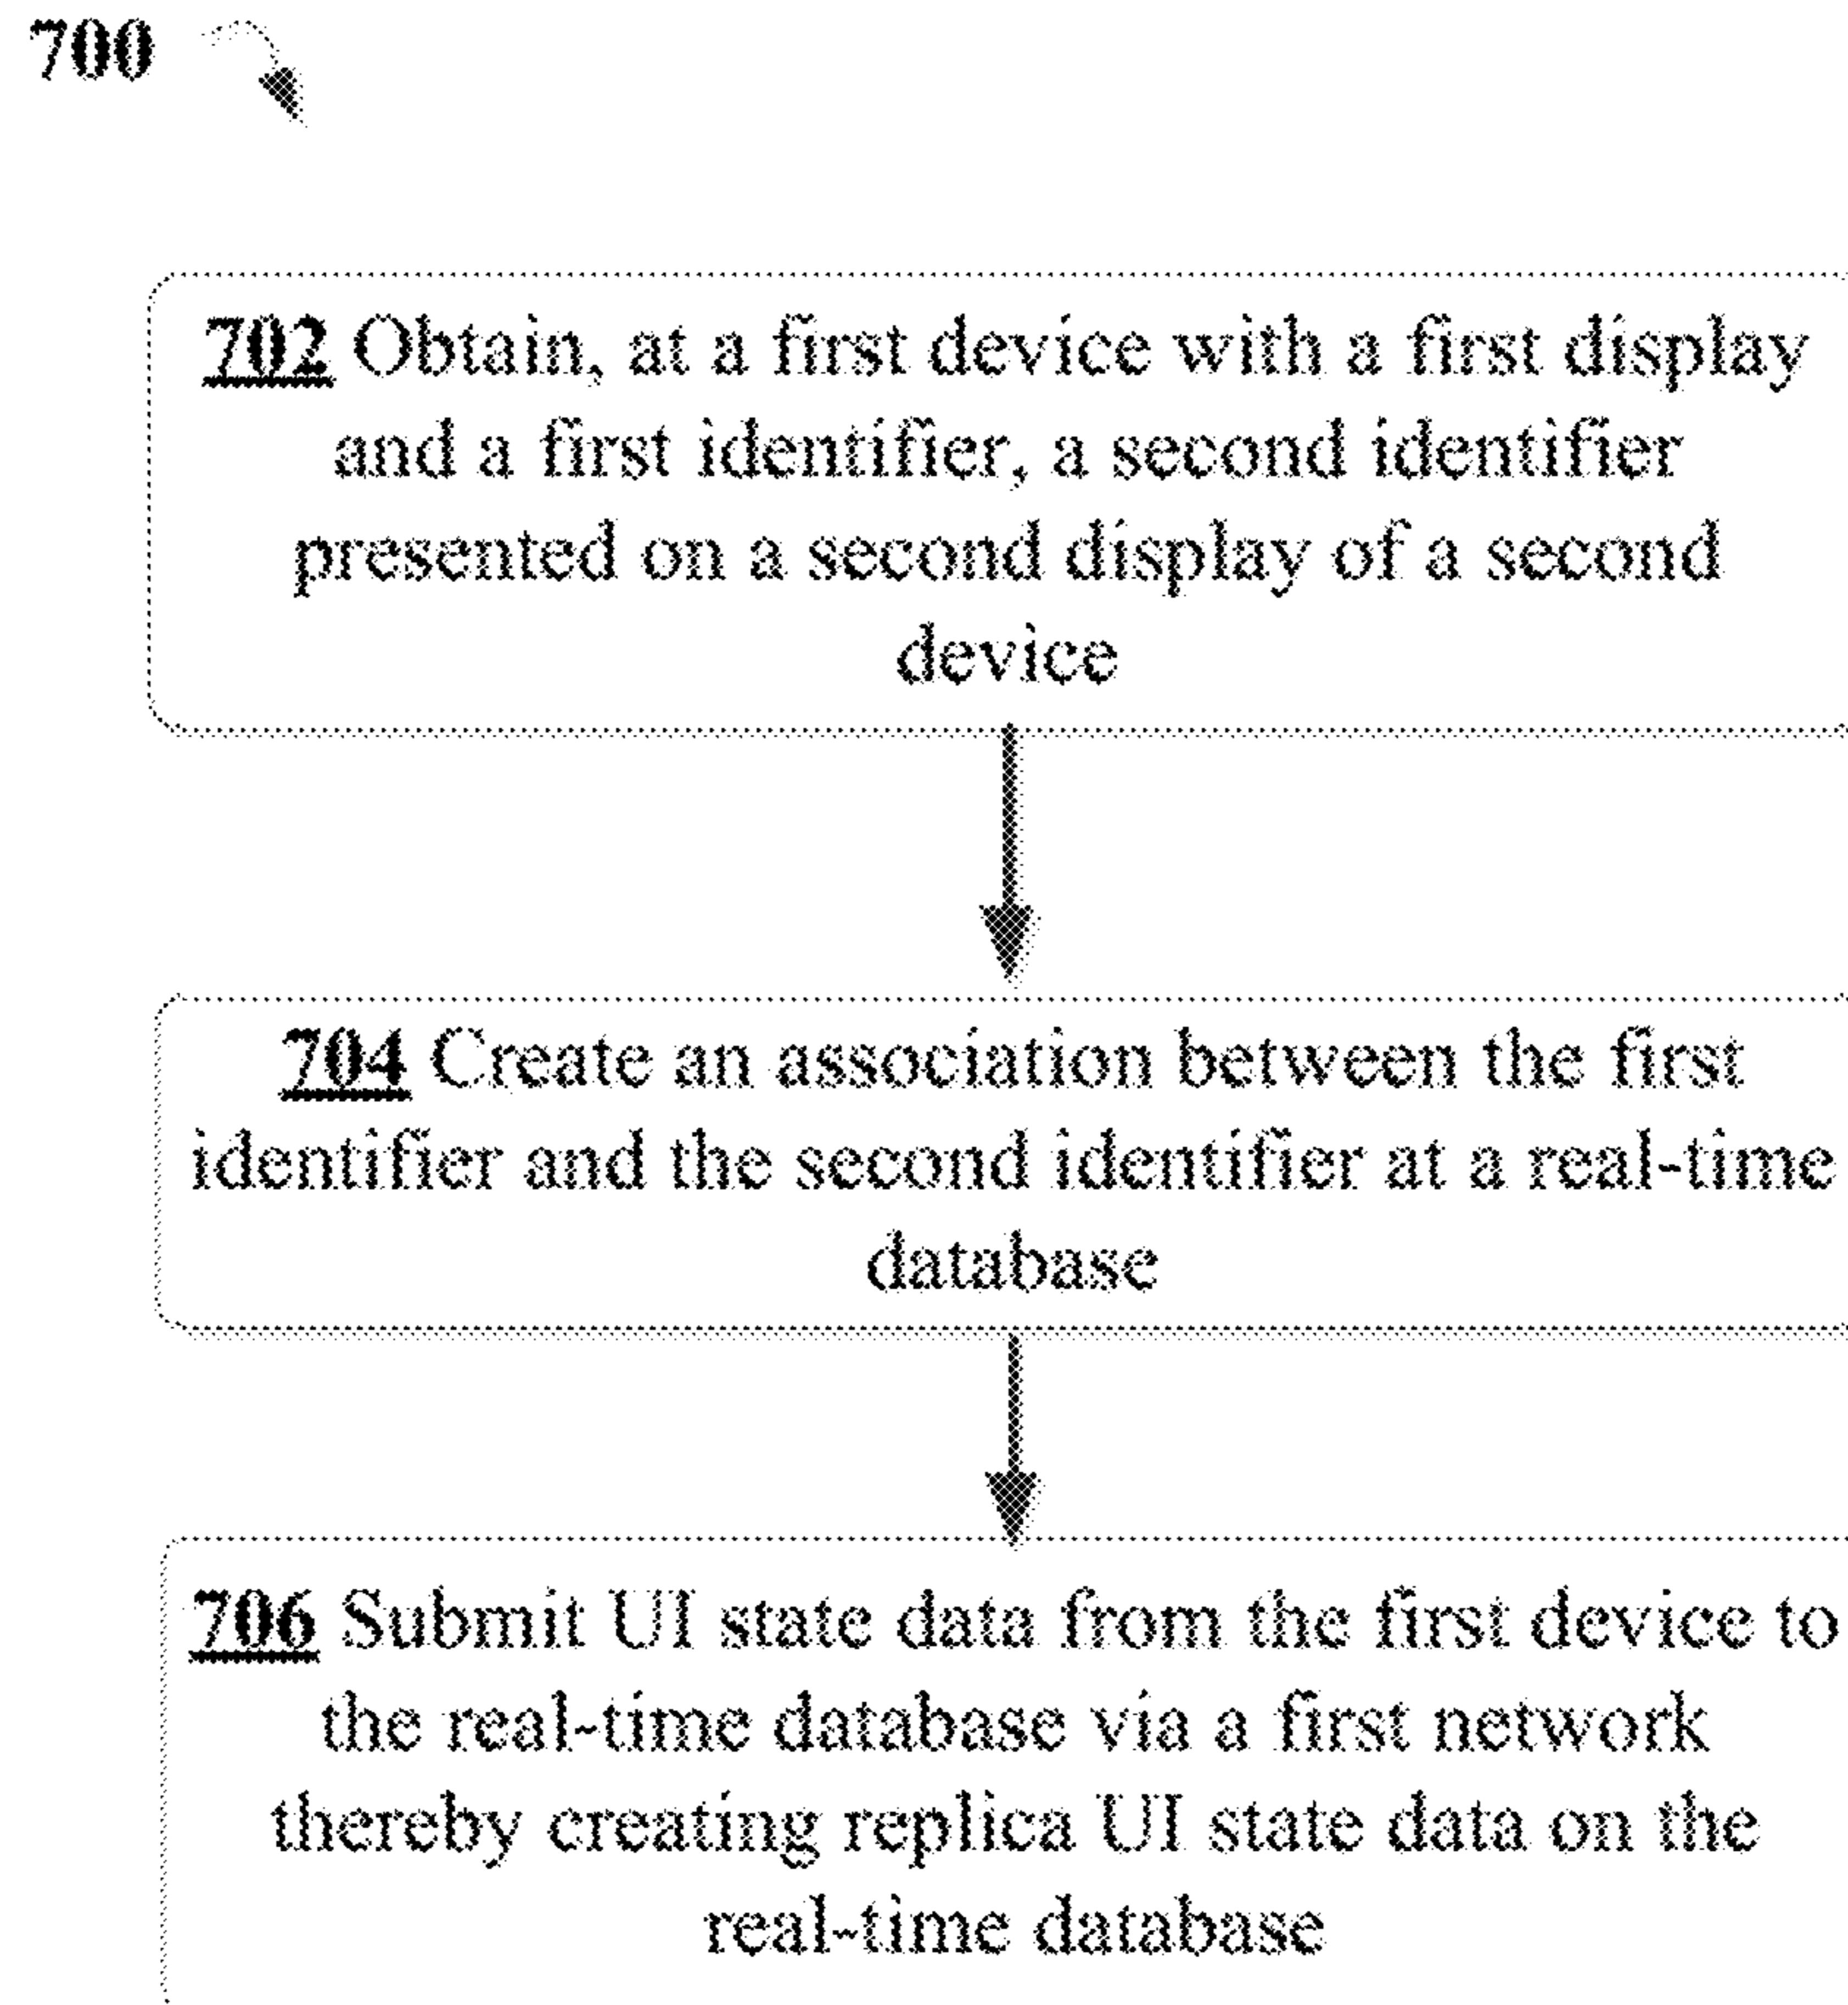 700
702 Obtain, at a first device with a first display
and a first identifier, a second identifier
presented on a second display of a second
device
704 Create an association between the first
identifier and the second identifier at a real-time
database
706 Submit UI state data from the first device to
the real-time database via a first network
thereby creating replica UI state data on the
real-time database